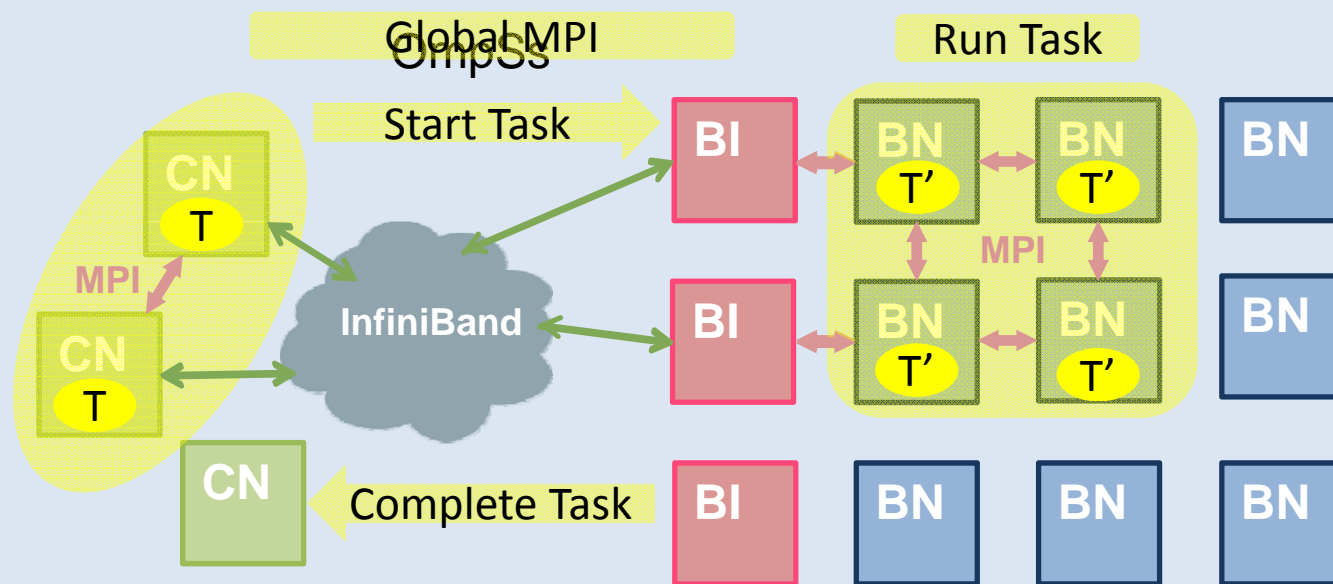 Global MPI
OmpSs
Run Task
Start Task
BI
BN
BN
BN
CN
T
T’
T’
MPI
MPI
InfiniBand
CN
T
BI
BN
T’
BN
T’
BN
CN
Complete Task
BI
BN
BN
BN